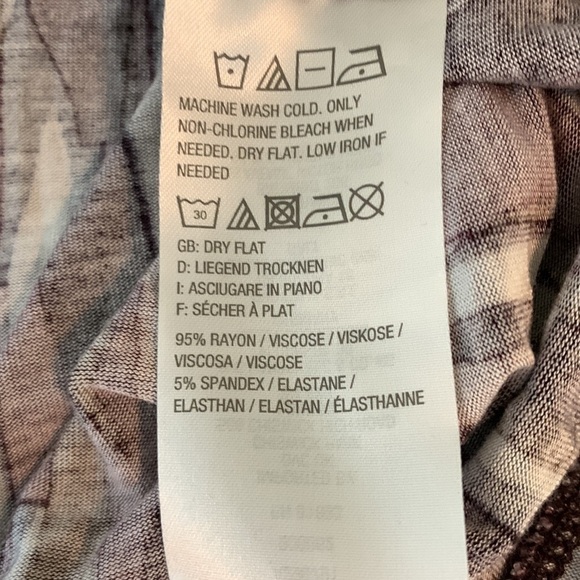 MACHINE WASH COLD. ONLY
NON-CHLORINE BLEACH WHEN
NEEDED. DRY FLAT. LOW IRON IF
NEEDED
30
GB: DRY FLAT
D: LIEGEND TROCKNEN
I: ASCIUGARE IN PIANO
F: SÉCHER À PLAT
95% RAYON / VISCOSE / VISKOSE /
VISCOSA / VISCOSE
5% SPANDEX / ELASTANE /
ELASTHAN / ELASTAN / ÉLASTHANNE